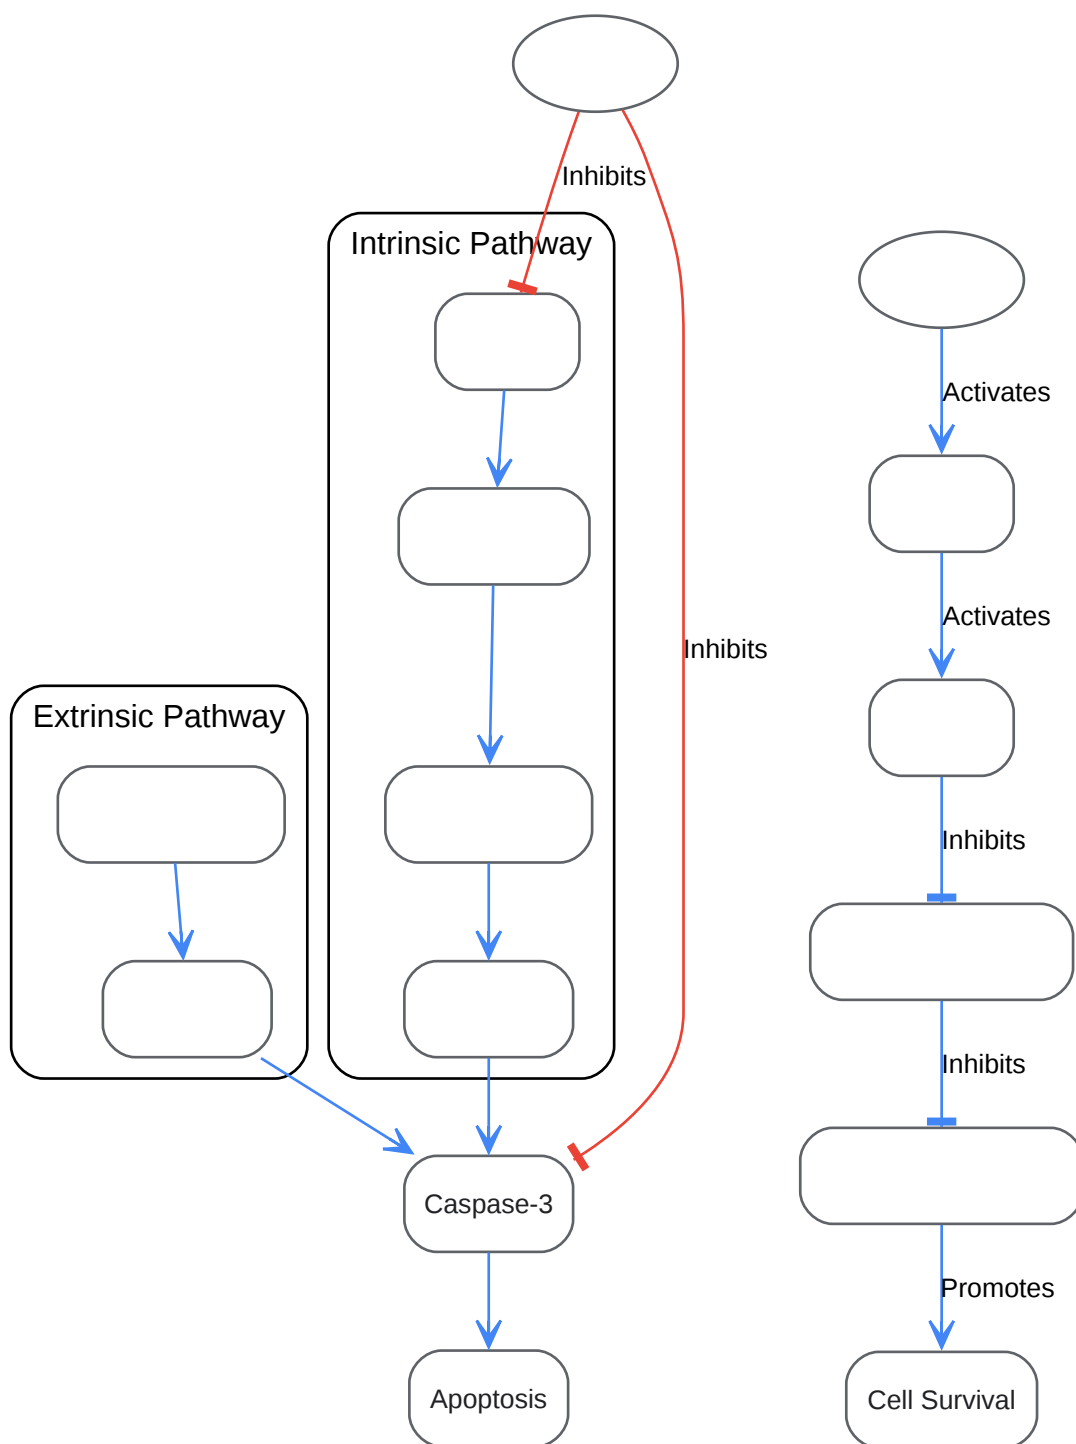 Inhibits
Intrinsic Pathway
Activates
Activates
Inhibits
Extrinsic Pathway
Inhibits
Inhibits
Caspase-3
Promotes
Apoptosis
Cell Survival